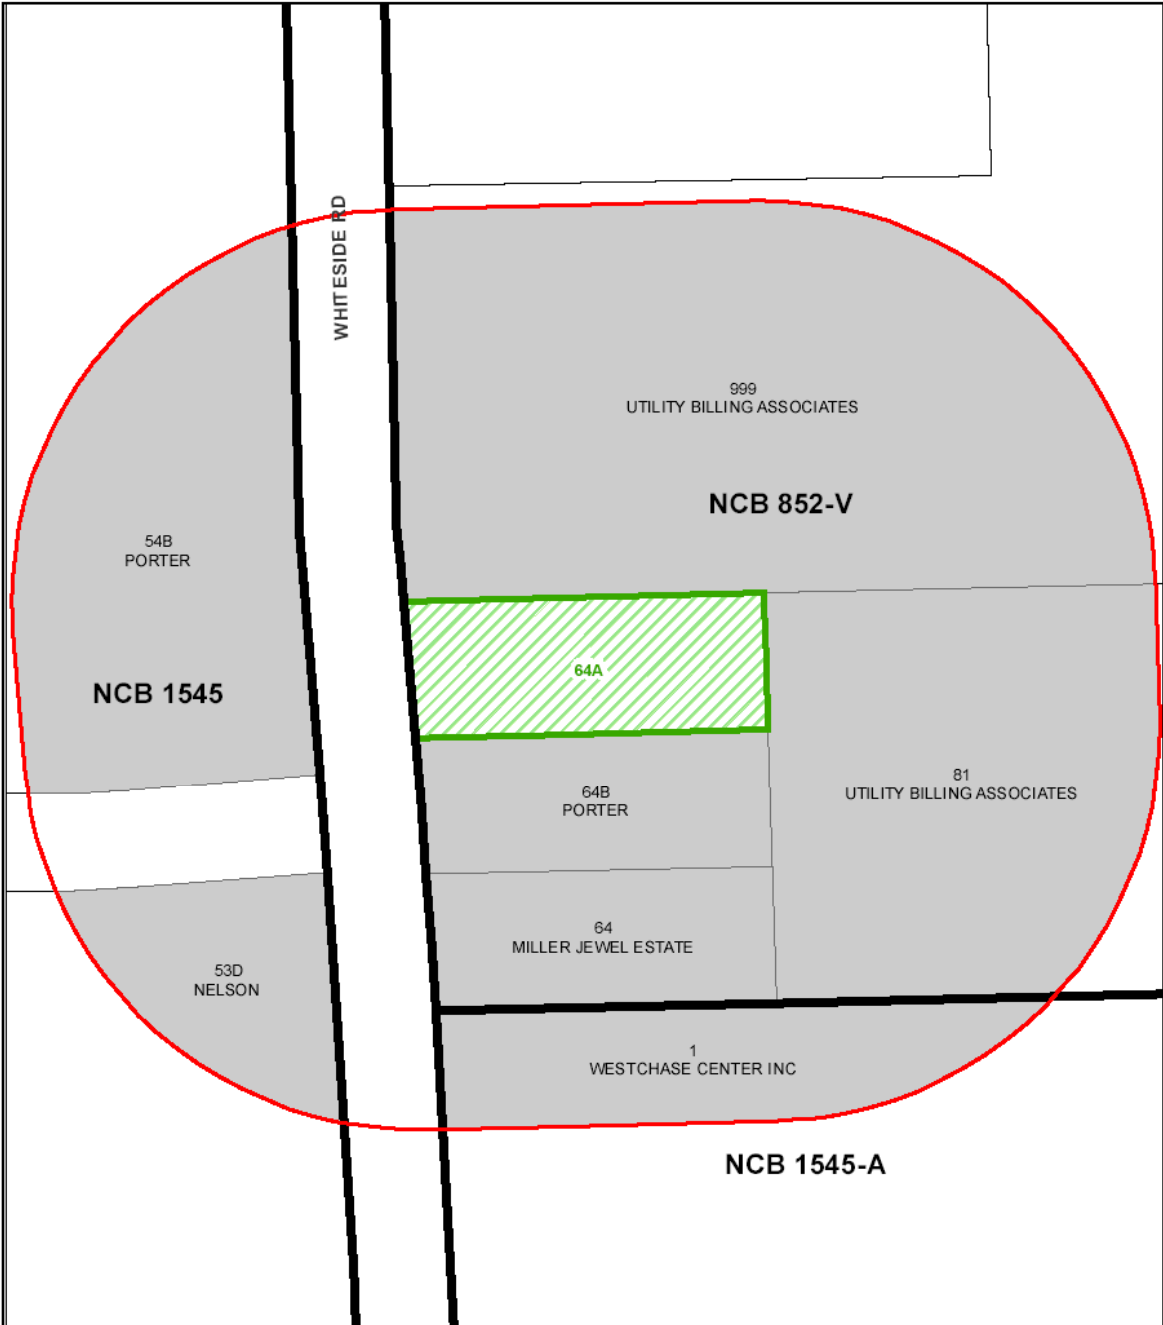 WHITESIDE RD
999
UTILITY BILLING ASSOCIATES
NCB 852-V
54B
PORTER
64A
NCB 1545
81
UTILITY BILLING ASSOCIATES
64B
PORTER
64
MILLER JEWEL ESTATE
53D
NELSON
1
WESTCHASE CENTER INC
NCB 1545-A